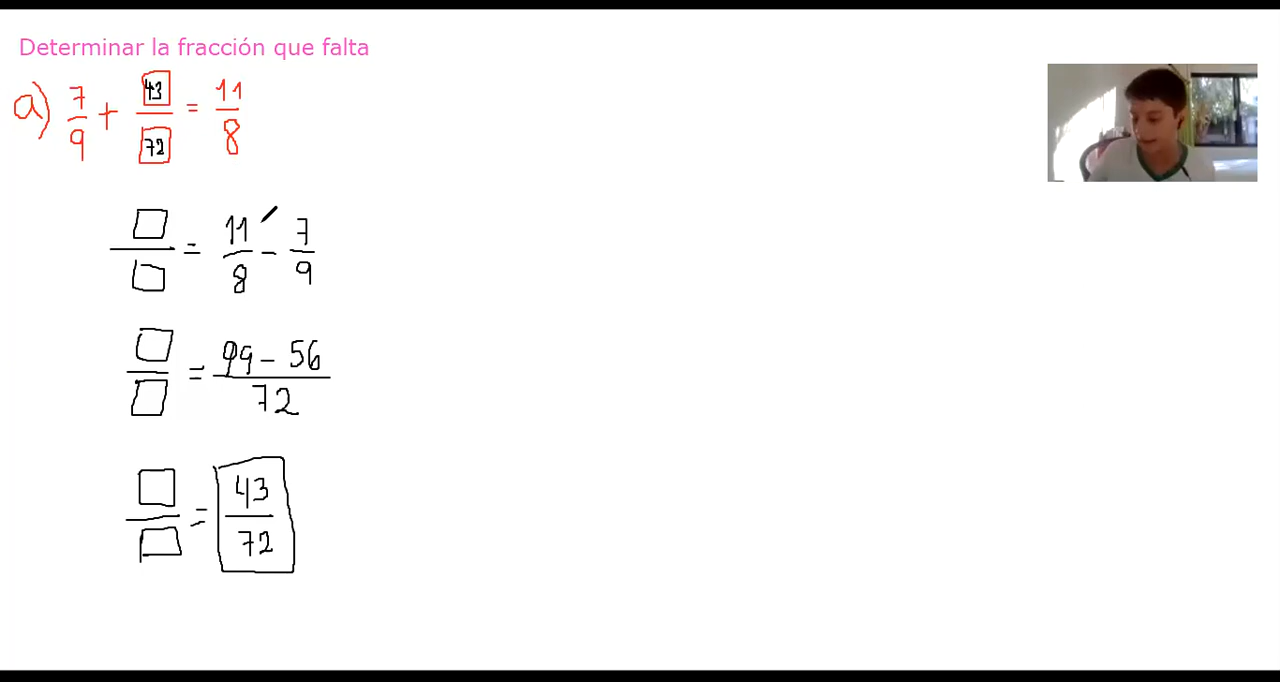 Determinar la fracción que falta
a) 7/9 + 43/72 = 11/8
□/□ = 11/8 - 7/9
□/□ = 99 - 56/72
□/□ = 43/72